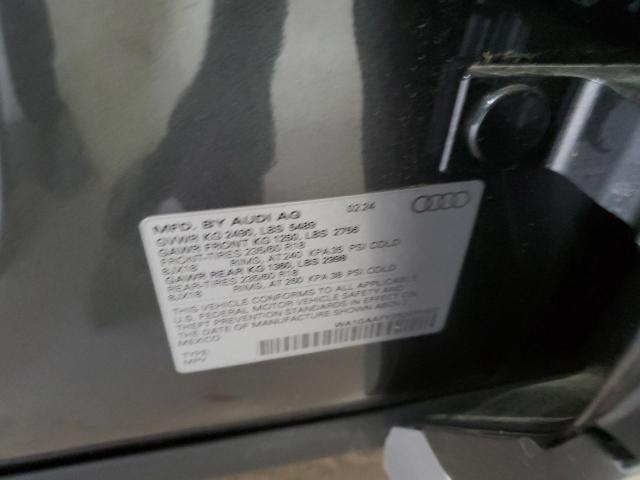 MFD. BY AUDI AG 02.24
GVWR KG 2490, LBS 5489
GAWR FRONT KG 1250, LBS 2756
FRONT-TIRES 235/60 R18
8JX18 RIMS, AT 240 KPA 35 PSI COLD
GAWR REAR KG 1360, LBS 2998
REAR-TIRES 235/60 R18
8JX18 RIMS, AT 260 KPA 38 PSI COLD
THIS VEHICLE CONFORMS TO ALL APPLICABLE
U.S. FEDERAL MOTOR VEHICLE SAFETY AND
THEFT PREVENTION STANDARDS IN EFFECT ON
THE DATE OF MANUFACTURE SHOWN ABOVE
MEXICO
TYPE:
MPV